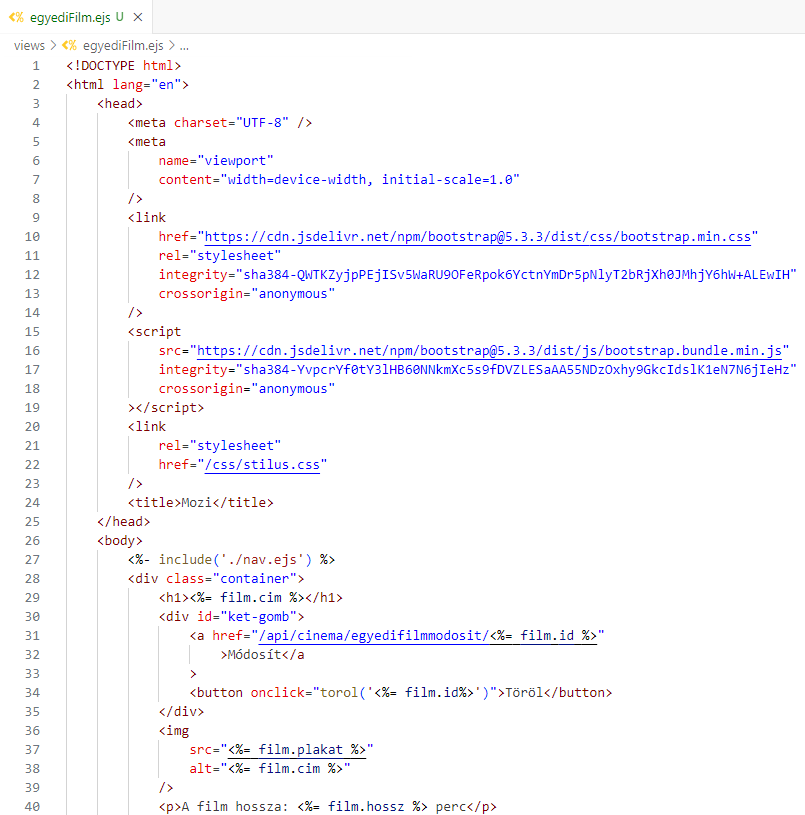 egyediFilm.ejs U ×
views > egyediFilm.ejs > ...
1 <!DOCTYPE html>
2 <html lang="en">
3 <head>
4 <meta charset="UTF-8" />
5 <meta
6 name="viewport"
7 content="width=device-width, initial-scale=1.0"
8 />
9 <link
10 href="https://cdn.jsdelivr.net/npm/bootstrap@5.3.3/dist/css/bootstrap.min.css"
11 rel="stylesheet"
12 integrity="sha384-QWTKZyjpPEjISv5WaRU9OFeRpok6YctnYmDr5pNlyT2bRjXh0JMhjY6hW+ALEwIH"
13 crossorigin="anonymous"
14 />
15 <script
16 src="https://cdn.jsdelivr.net/npm/bootstrap@5.3.3/dist/js/bootstrap.bundle.min.js"
17 integrity="sha384-YvpcrYf0tY3lHB60NNkmXc5s9fDVZLESaAA55NDzOxhy9GkcIdslK1eN7N6jIeHz"
18 crossorigin="anonymous"
19 ></script>
20 <link
21 rel="stylesheet"
22 href="/css/stilus.css"
23 />
24 <title>Mozi</title>
25 </head>
26 <body>
27 <%- include('./nav.ejs') %>
28 <div class="container">
29 <h1><%= film.cim %></h1>
30 <div id="ket-gomb">
31 <a href="/api/cinema/egyedifilmmodosit/<%= film.id %>"
32 >Módosít</a
33 >
34 <button onclick="torol('<%= film.id%>')">Töröl</button>
35 </div>
36 <img
37 src="<%= film.plakat %>"
38 alt="<%= film.cim %>"
39 />
40 <p>A film hossza: <%= film.hossz %> perc</p>